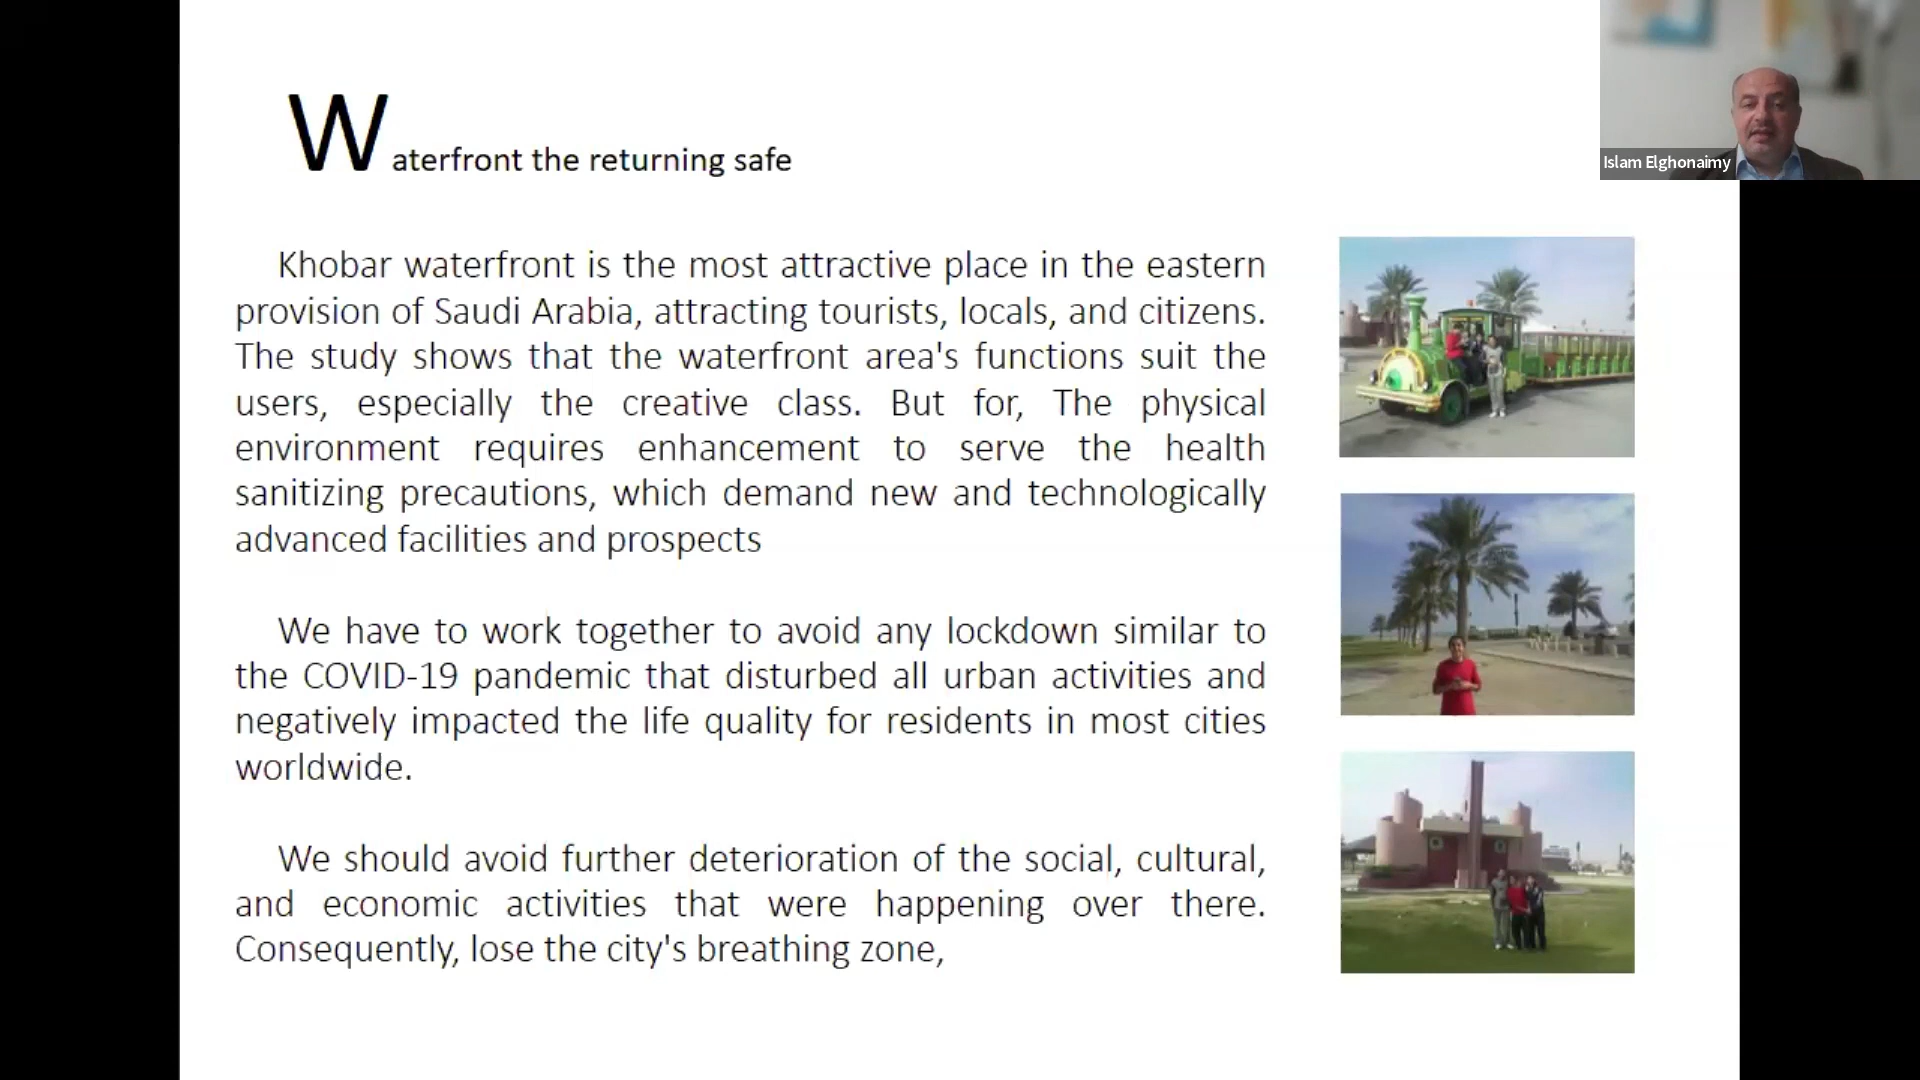 Waterfront the returning safe
Islam Elghonaimy
Khobar waterfront is the most attractive place in the eastern
provision of Saudi Arabia, attracting tourists, locals, and citizens.
The study shows that the waterfront area's functions suit the
users, especially the creative class. But for, The physical
environment requires enhancement to serve the health
sanitizing precautions, which demand new and technologically
advanced facilities and prospects
We have to work together to avoid any lockdown similar to
the COVID-19 pandemic that disturbed all urban activities and
negatively impacted the life quality for residents in most cities
worldwide.
We should avoid further deterioration of the social, cultural,
and economic activities that were happening over there.
Consequently, lose the city's breathing zone,